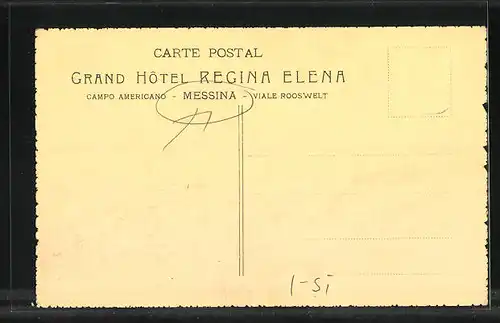 CARTE POSTAL
GRAND HÔTEL REGINA ELENA
CAMPO AMERICANO - MESSINA - VIALE ROOSWELT
I-SI